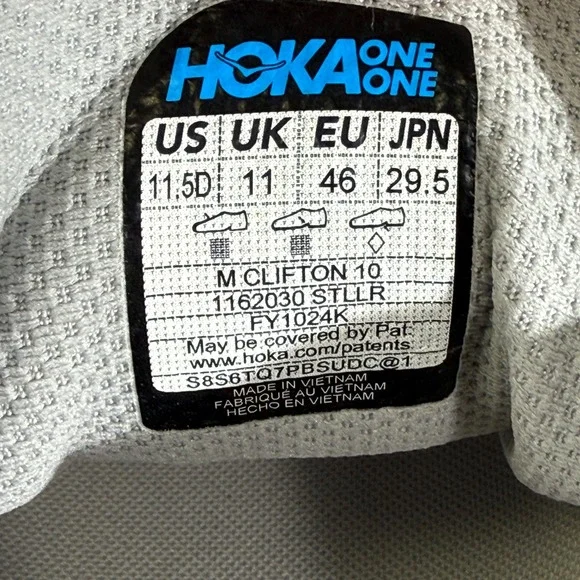 HOKA ONE ONE
US UK EU JPN
11.5D 11 46 29.5
M CLIFTON 10
1162030 STLLR
FY1024K
May be covered by Pat.
www.hoka.com/patents
S8S6TQ7PBSUDC@1
MADE IN VIETNAM
FABRIQUÉ AU VIETNAM
HECHO EN VIETNAM